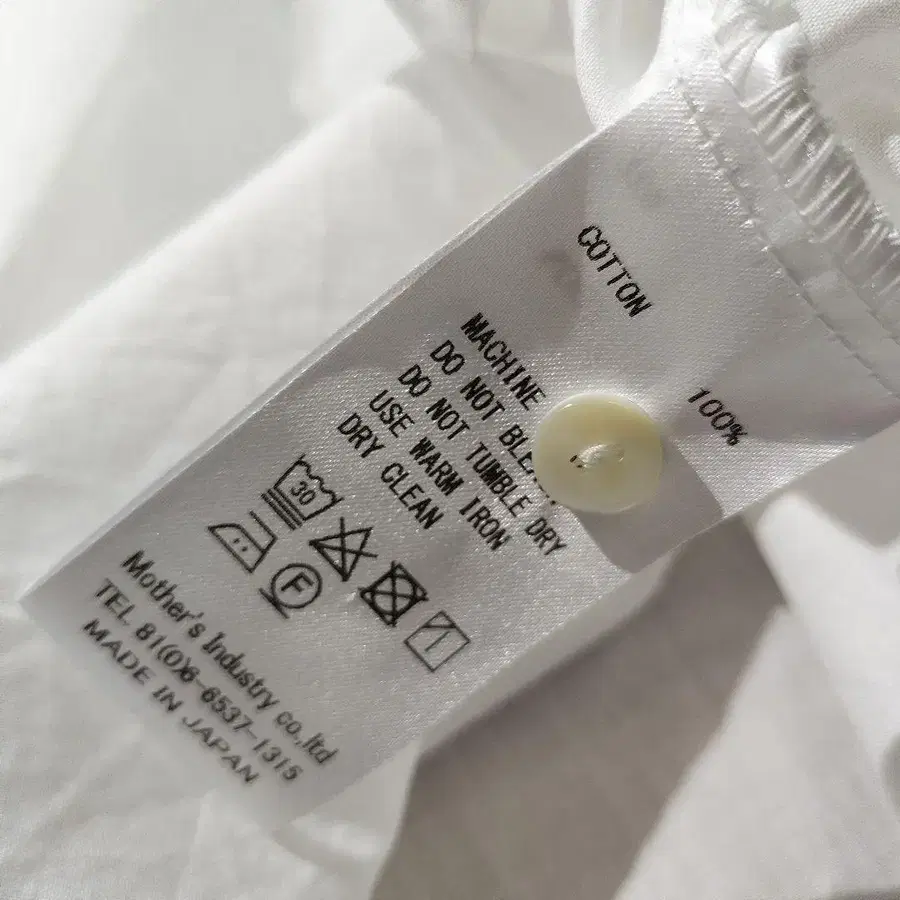 COTTON 100%
MACHINE
DO NOT
DO NOT TUMBLE DRY
USE WARM IRON
DRY CLEAN
30
F
Mother's Industry co.,ltd
TEL 81(0)6-6537-1315
MADE IN JAPAN